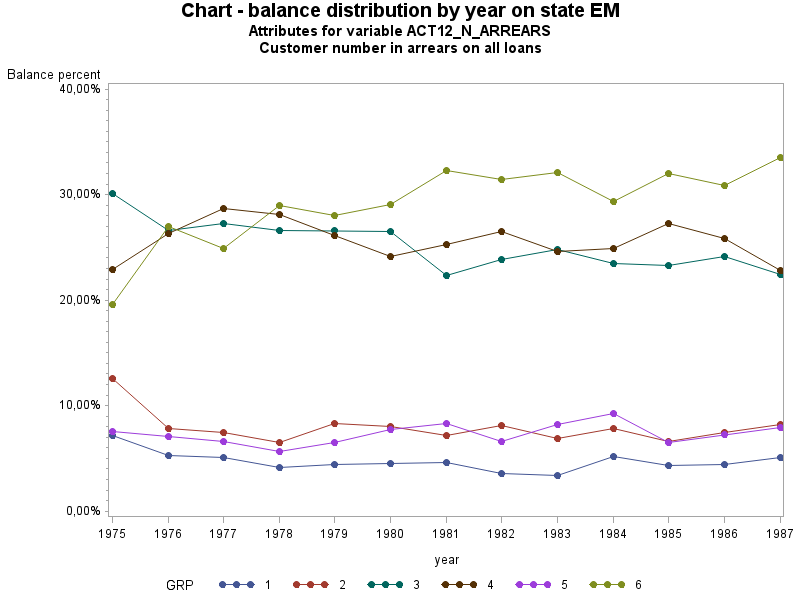 Chart - balance distribution by year on state EM
Attributes for variable ACT12_N_ARREARS
Customer number in arrears on all loans
Balance percent
40,00%
30,00%
20,00%
10,00%
0,00%
1975 1976 1977 1978 1979 1980 1981 1982 1983 1984 1985 1986 1987
year
GRP 1 2 3 4 5 6